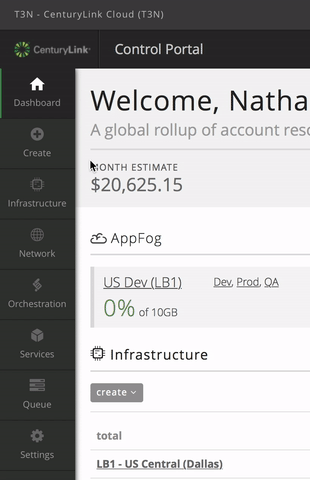 T3N - CenturyLink Cloud (T3N)
CenturyLink Control Portal
Dashboard
Create
Infrastructure
Network
Orchestration
Services
Queue
Settings
Welcome, Natha
A global rollup of account reso
MONTH ESTIMATE
$20,625.15
AppFog
US Dev (LB1) Dev, Prod, QA
0% of 10GB
Infrastructure
create
total
LB1 - US Central (Dallas)